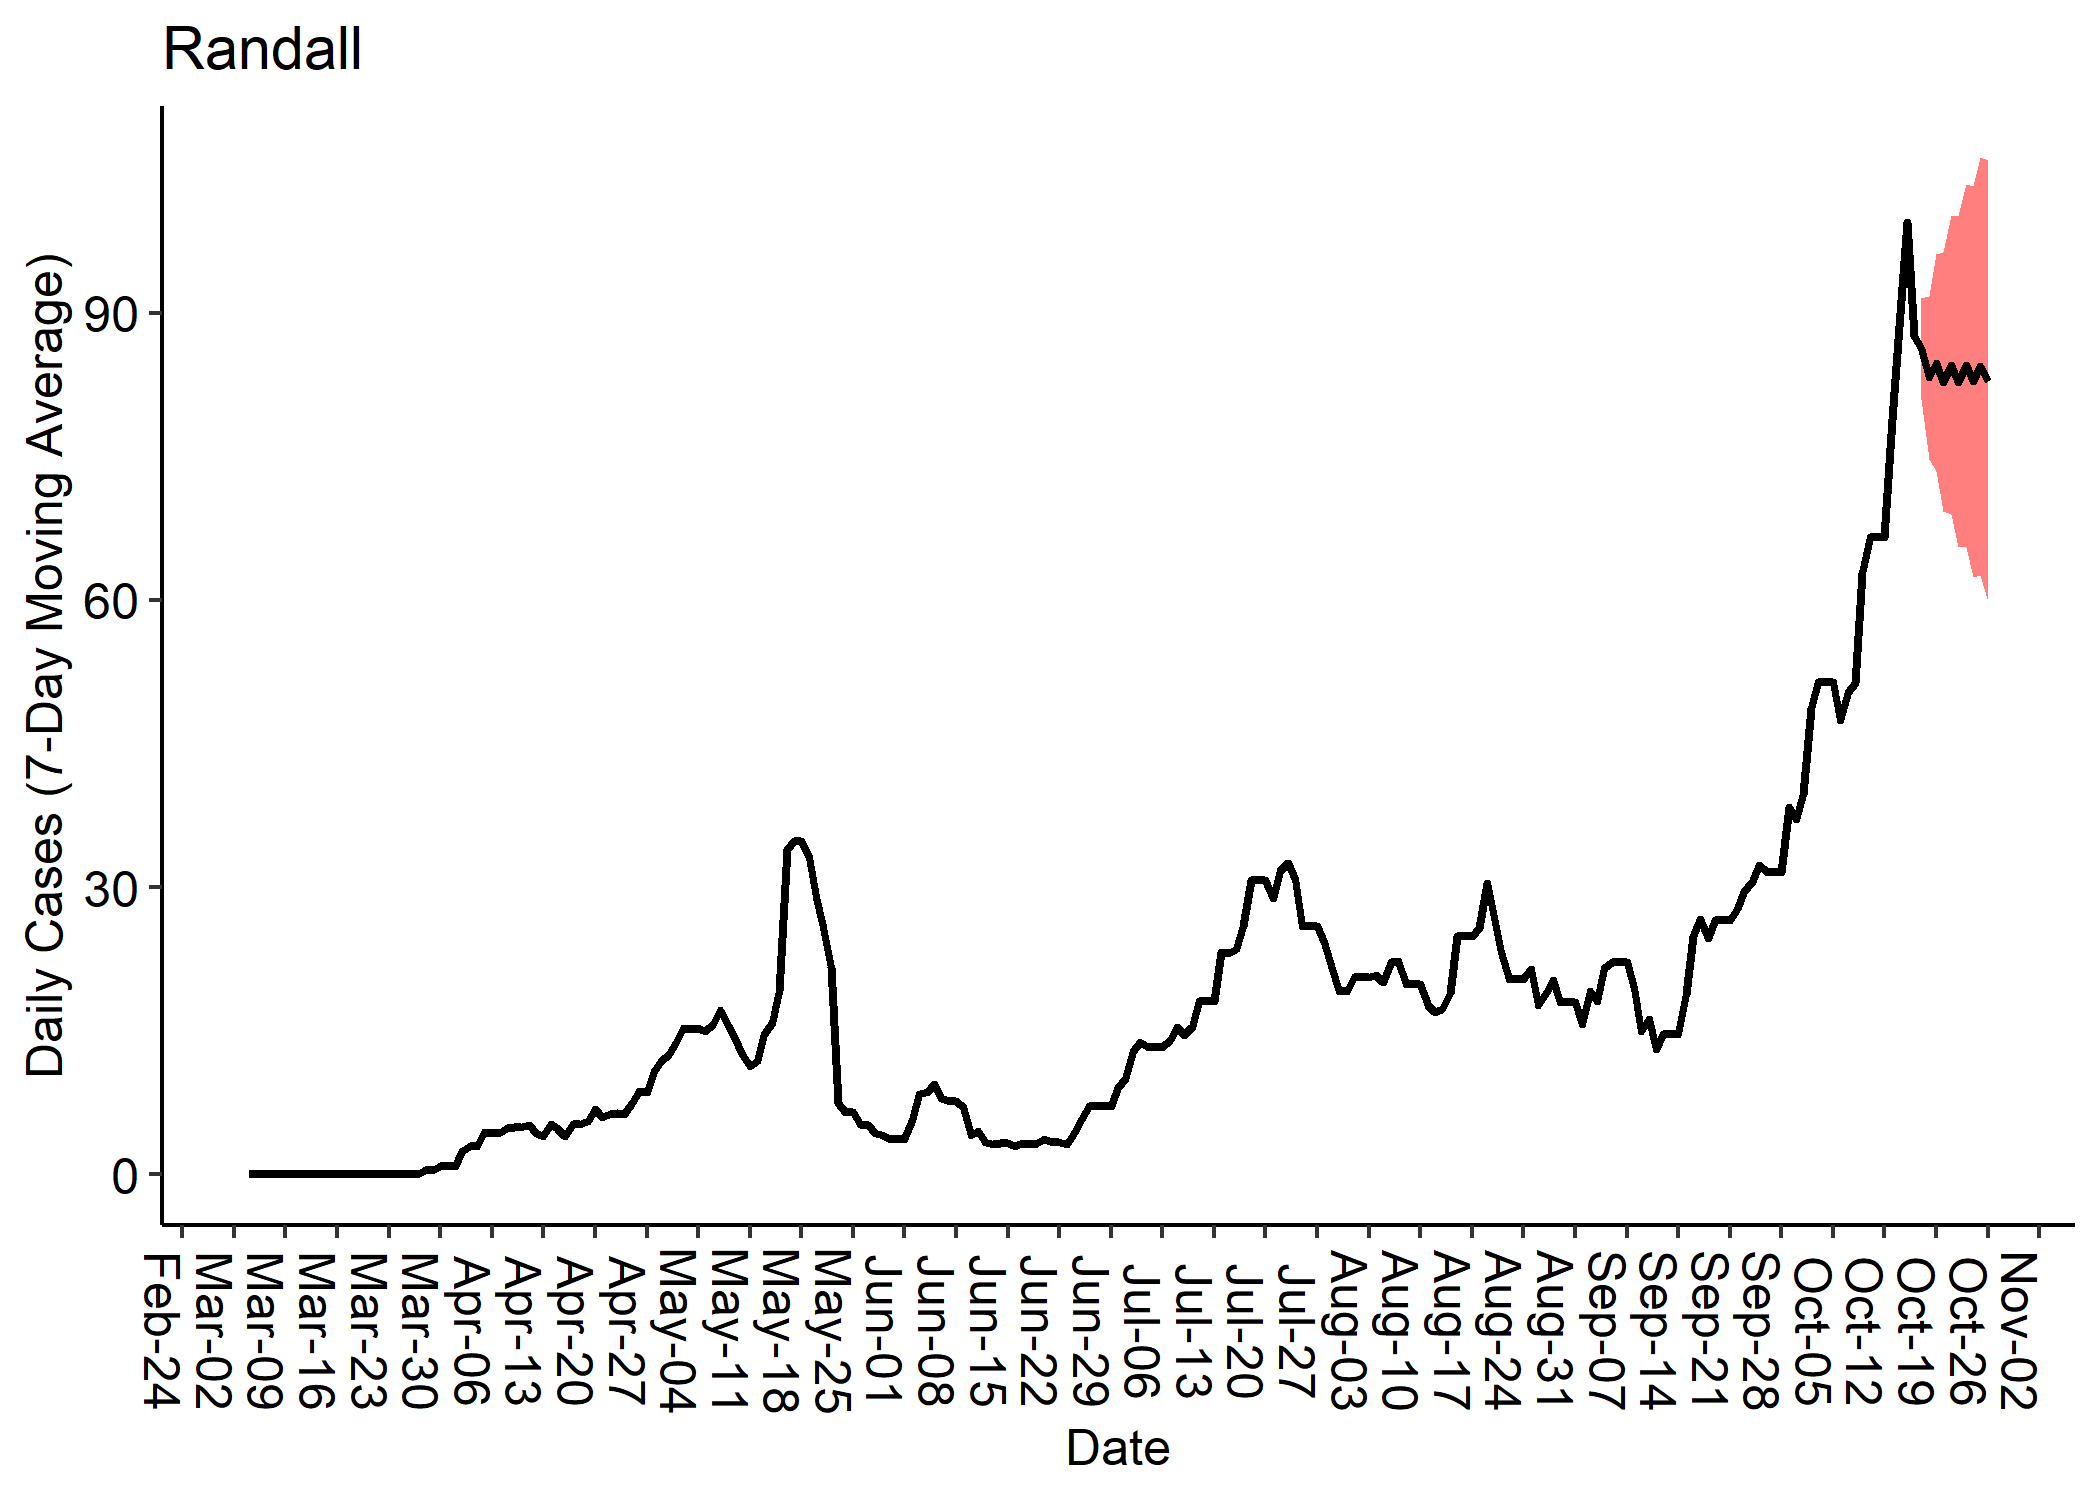 Randall
Daily Cases (7-Day Moving Average)
90
60
30
0
Feb-24
Mar-02
Mar-09
Mar-16
Mar-23
Mar-30
Apr-06
Apr-13
Apr-20
Apr-27
May-04
May-11
May-18
May-25
Jun-01
Jun-08
Jun-15
Jun-22
Jun-29
Jul-06
Jul-13
Jul-20
Jul-27
Aug-03
Aug-10
Aug-17
Aug-24
Aug-31
Sep-07
Sep-14
Sep-21
Sep-28
Oct-05
Oct-12
Oct-19
Oct-26
Nov-02
Date